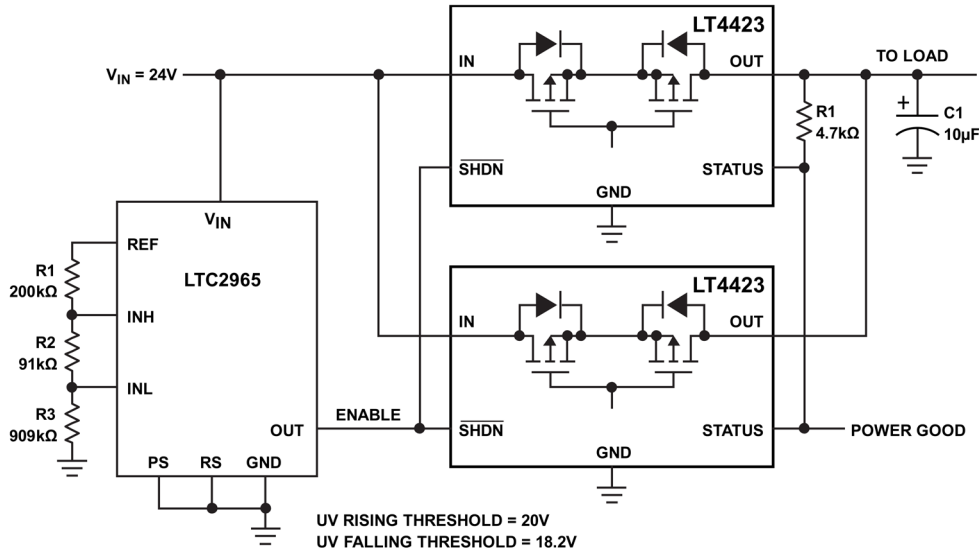 LT4423
IN
OUT
TO LOAD
V_IN = 24V
R1
4.7kΩ
+
C1
10µF
SHDN
STATUS
GND
V_IN
REF
LTC2965
R1
200kΩ
INH
R2
91kΩ
INL
R3
909kΩ
OUT
PS
RS
GND
ENABLE
LT4423
IN
OUT
SHDN
STATUS
POWER GOOD
GND
UV RISING THRESHOLD = 20V
UV FALLING THRESHOLD = 18.2V